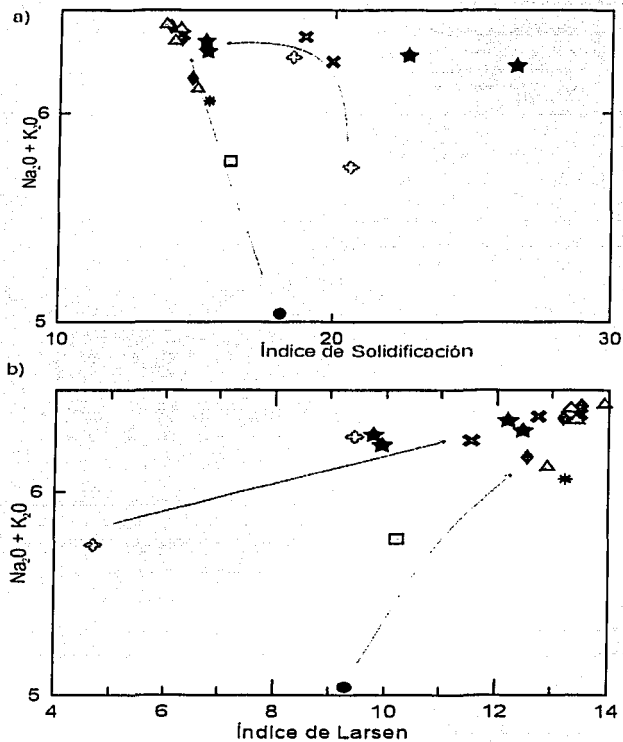 a)
Na₂O + K₂O
6
5
10
20
30
Índice de Solidificación
b)
Na₂O + K₂O
6
5
4
6
8
10
12
14
Índice de Larsen